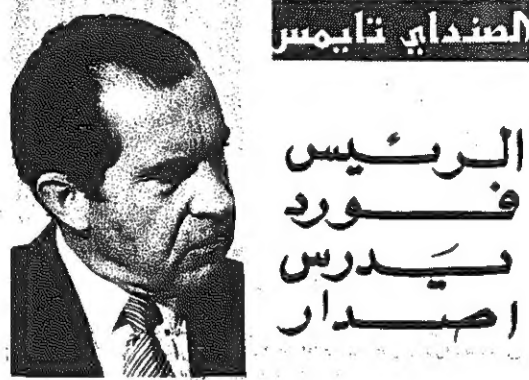 الصنداي تايمس
الرئيس
فورد
يدرس
اصدار